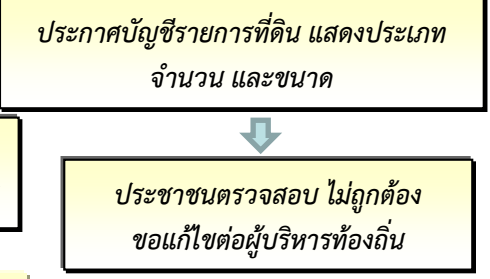 ประกาศบัญชีรายการที่ดิน แสดงประเภท
จำนวน และขนาด
ประชาชนตรวจสอบ ไม่ถูกต้อง
ขอแก้ไขต่อผู้บริหารท้องถิ่น